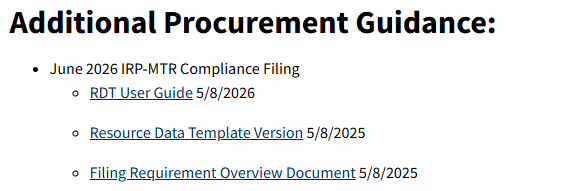 Additional Procurement Guidance:
June 2026 IRP-MTR Compliance Filing
RDT User Guide 5/8/2026
Resource Data Template Version 5/8/2025
Filing Requirement Overview Document 5/8/2025